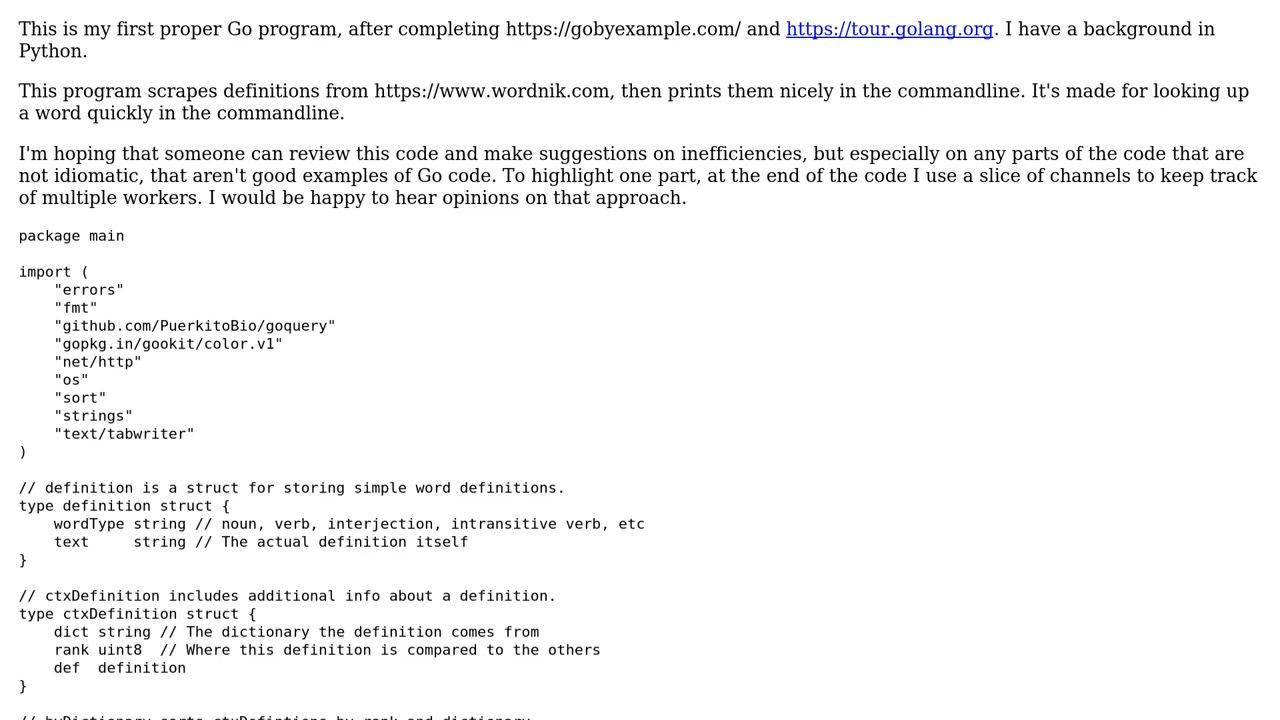 This is my first proper Go program, after completing https://gobyexample.com/ and https://tour.golang.org. I have a background in
Python.
This program scrapes definitions from https://www.wordnik.com, then prints them nicely in the commandline. It's made for looking up
a word quickly in the commandline.
I'm hoping that someone can review this code and make suggestions on inefficiencies, but especially on any parts of the code that are
not idiomatic, that aren't good examples of Go code. To highlight one part, at the end of the code I use a slice of channels to keep track
of multiple workers. I would be happy to hear opinions on that approach.
package main
import (
    "errors"
    "fmt"
    "github.com/PuerkitoBio/goquery"
    "gopkg.in/gookit/color.v1"
    "net/http"
    "os"
    "sort"
    "strings"
    "text/tabwriter"
)
// definition is a struct for storing simple word definitions.
type definition struct {
    wordType string // noun, verb, interjection, intransitive verb, etc
    text     string // The actual definition itself
}
// ctxDefinition includes additional info about a definition.
type ctxDefinition struct {
    dict string // The dictionary the definition comes from
    rank uint8  // Where this definition is compared to the others
    def  definition
}
// byDictionary sorts ctxDefintions by rank and dictionary.